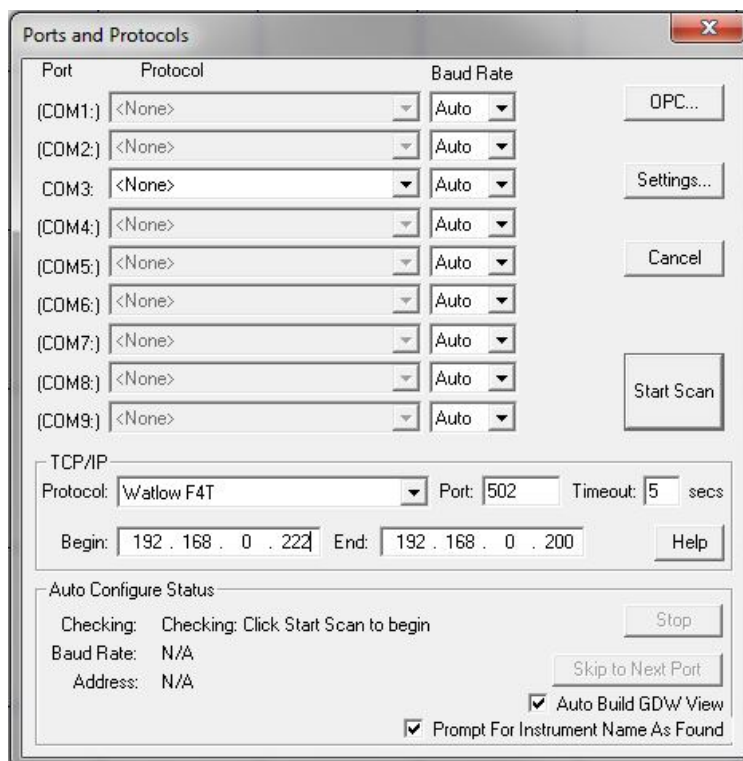 Ports and Protocols
Port Protocol Baud Rate
(COM1:) <None> Auto OPC...
(COM2:) <None> Auto
COM3: <None> Auto Settings...
(COM4:) <None> Auto
(COM5:) <None> Auto Cancel
(COM6:) <None> Auto
(COM7:) <None> Auto
(COM8:) <None> Auto Start Scan
(COM9:) <None> Auto
TCP/IP
Protocol: Watlow F4T Port: 502 Timeout: 5 secs
Begin: 192 . 168 . 0 . 222 End: 192 . 168 . 0 . 200 Help
Auto Configure Status
Checking: Checking: Click Start Scan to begin Stop
Baud Rate: N/A
Skip to Next Port
Address: N/A
Auto Build GDW View
Prompt For Instrument Name As Found